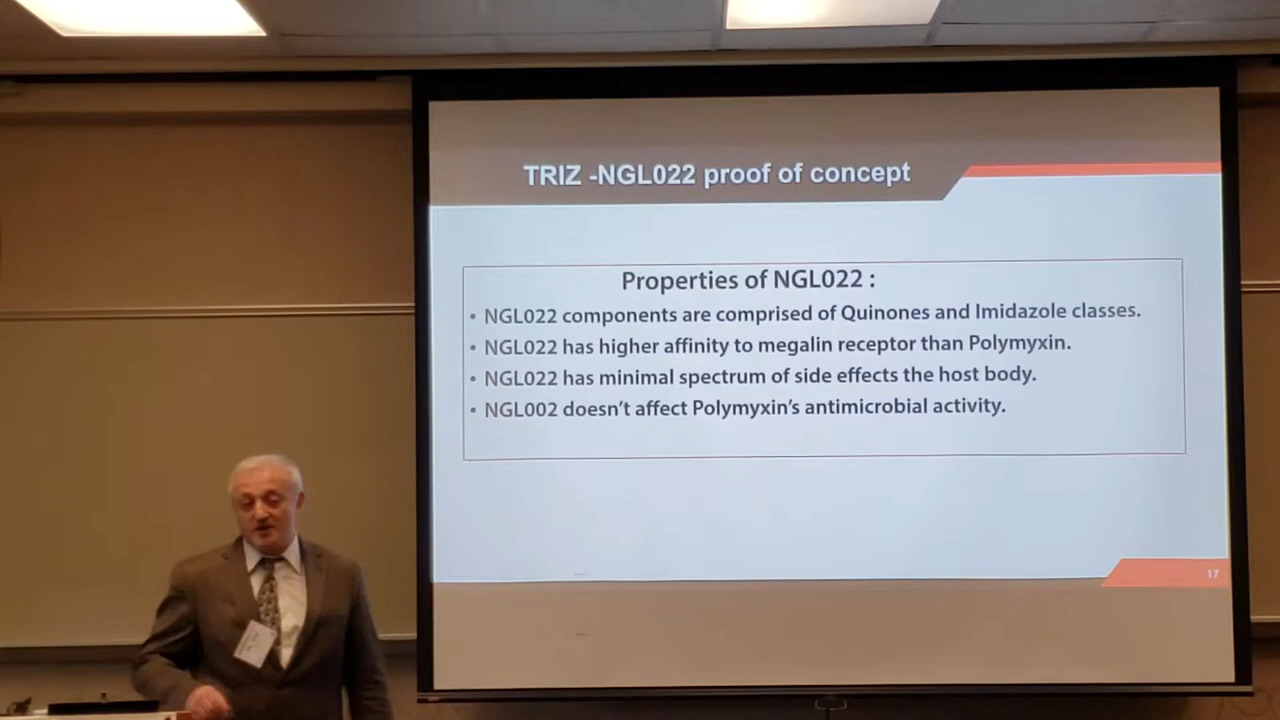 TRIZ -NGL022 proof of concept
Properties of NGL022 :
• NGL022 components are comprised of Quinones and Imidazole classes.
• NGL022 has higher affinity to megalin receptor than Polymyxin.
• NGL022 has minimal spectrum of side effects the host body.
• NGL002 doesn't affect Polymyxin's antimicrobial activity.
17